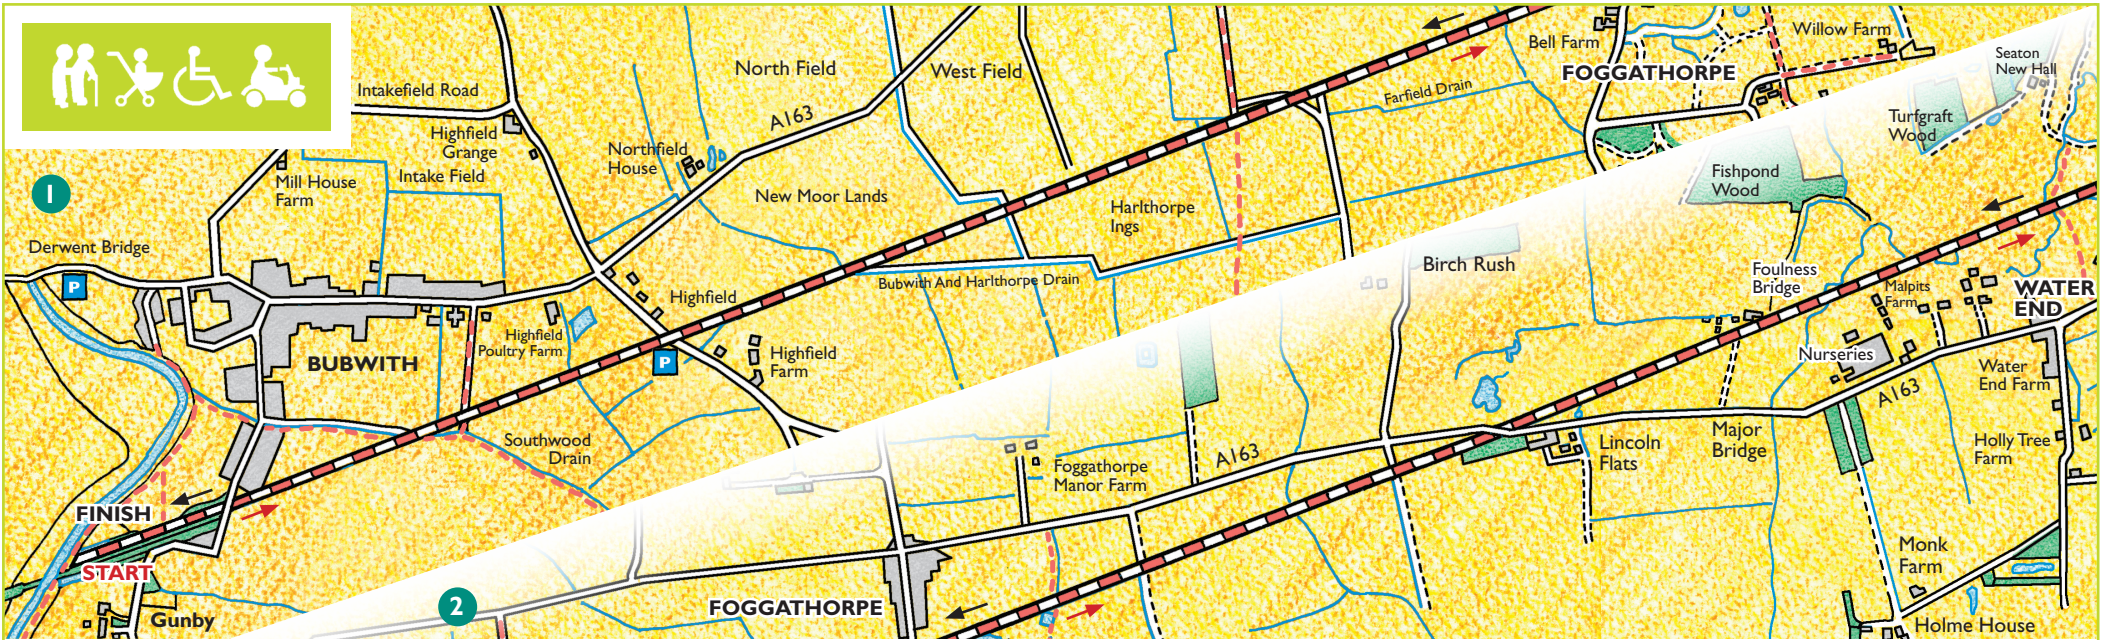 Intakefield Road
Highfield
Grange
Mill House
Farm
Intake Field
1
Derwent Bridge
P
BUBWITH
Northfield
House
North Field
A163
West Field
New Moor Lands
Harlthorpe
Ings
Bubwith And Harlthorpe Drain
Highfield
P
Highfield
Poultry Farm
Highfield
Farm
Southwood
Drain
FINISH
START
Gunby
Bell Farm
FOGGATHORPE
Farfield Drain
Willow Farm
Seaton
New Hall
Turfgraft
Wood
Fishpond
Wood
Birch Rush
Foulness
Bridge
Malpits
Farm
WATER
END
Nurseries
Water
End Farm
A163
Foggathorpe
Manor Farm
A163
Lincoln
Flats
Major
Bridge
Holly Tree
Farm
Monk
Farm
Holme House
2
FOGGATHORPE